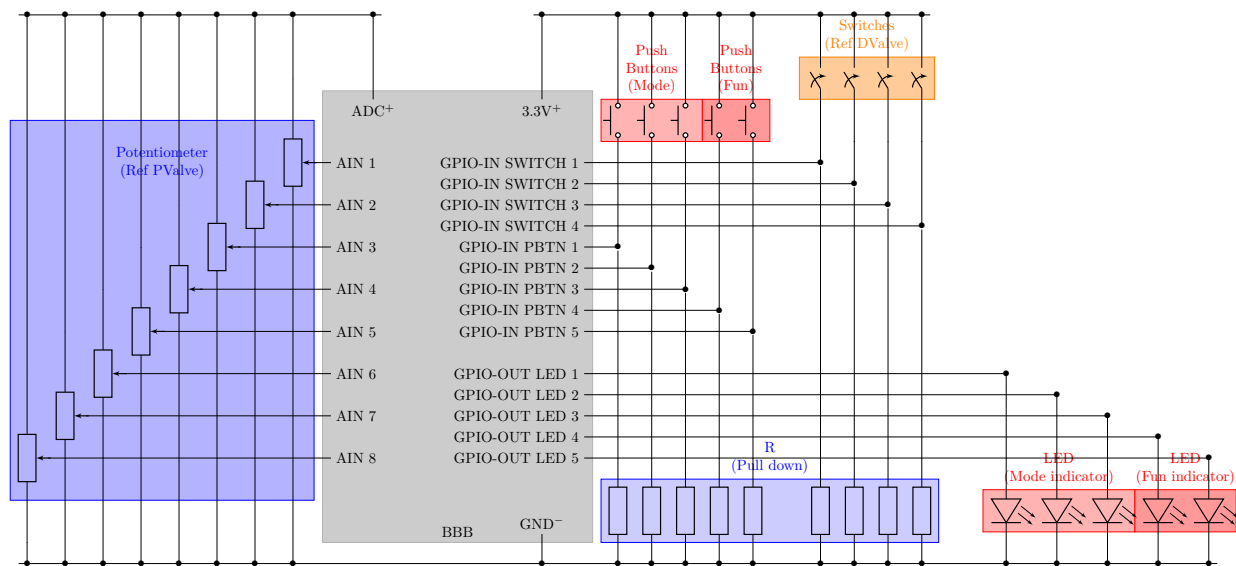 Switches
(Ref DValve)
Push
Buttons
(Mode)
Push
Buttons
(Fun)
ADC⁺
3.3V⁺
Potentiometer
(Ref PValve)
AIN 1
AIN 2
AIN 3
AIN 4
AIN 5
AIN 6
AIN 7
AIN 8
GPIO-IN SWITCH 1
GPIO-IN SWITCH 2
GPIO-IN SWITCH 3
GPIO-IN SWITCH 4
GPIO-IN PBTN 1
GPIO-IN PBTN 2
GPIO-IN PBTN 3
GPIO-IN PBTN 4
GPIO-IN PBTN 5
GPIO-OUT LED 1
GPIO-OUT LED 2
GPIO-OUT LED 3
GPIO-OUT LED 4
GPIO-OUT LED 5
R
(Pull down)
LED
(Mode indicator)
LED
(Fun indicator)
GND⁻
BBB